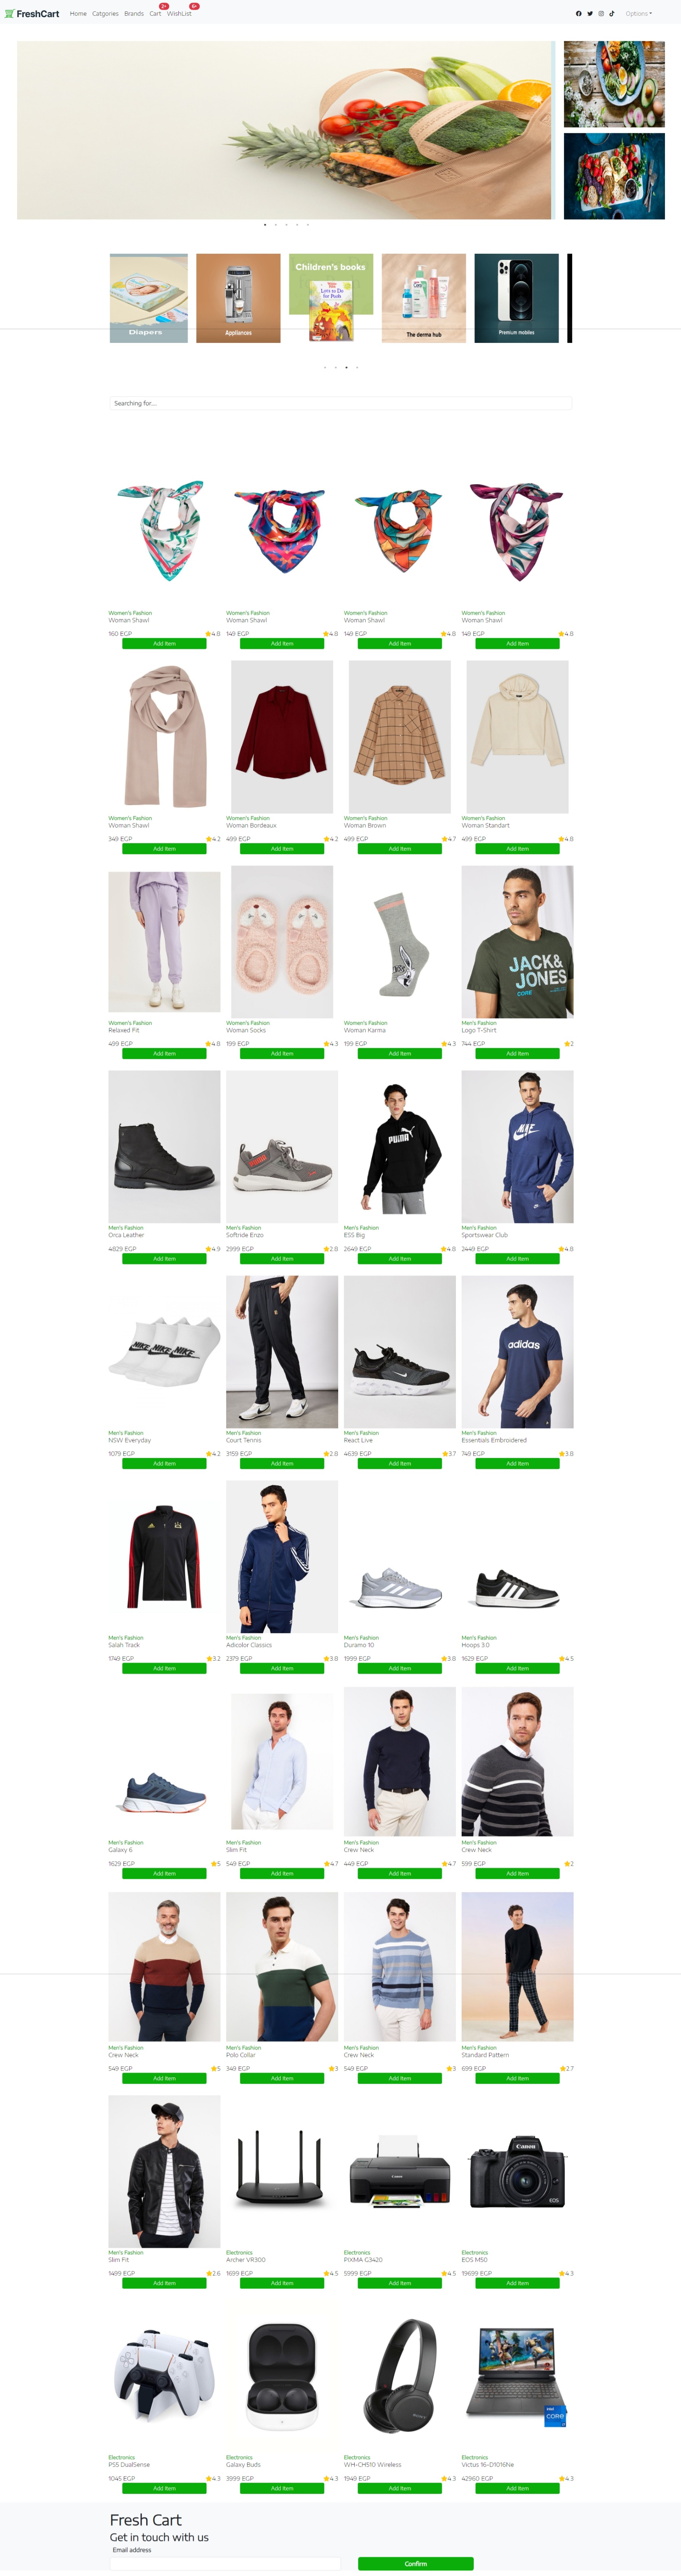 FreshCart Home Catgories Brands Cart 2+ WishList 6+ Options
Diapers
Appliances
Children's books
The derma hub
Premium mobiles
Searching for....
Women's Fashion Women's Fashion Women's Fashion Women's Fashion
Woman Shawl Woman Shawl Woman Shawl Woman Shawl
160 EGP 4.8 149 EGP 4.8 149 EGP 4.8 149 EGP 4.8
Add Item Add Item Add Item Add Item
Women's Fashion Women's Fashion Women's Fashion Women's Fashion
Woman Shawl Woman Bordeaux Woman Brown Woman Standart
349 EGP 4.2 499 EGP 4.2 499 EGP 4.7 499 EGP 4.8
Add Item Add Item Add Item Add Item
JACK&
JONES
CORE
Women's Fashion Women's Fashion Women's Fashion Men's Fashion
Relaxed Fit Woman Socks Woman Karma Logo T-Shirt
499 EGP 4.8 199 EGP 4.3 199 EGP 4.3 744 EGP 2
Add Item Add Item Add Item Add Item
PUMA
NIKE
Men's Fashion Men's Fashion Men's Fashion Men's Fashion
Orca Leather Softride Enzo ESS Big Sportswear Club
4829 EGP 4.9 2999 EGP 2.8 2649 EGP 4.8 2449 EGP 4.8
Add Item Add Item Add Item Add Item
NIKE NIKE NIKE
adidas
Men's Fashion Men's Fashion Men's Fashion Men's Fashion
NSW Everyday Court Tennis React Live Essentials Embroidered
1079 EGP 4.2 3159 EGP 2.8 4639 EGP 3.7 749 EGP 3.8
Add Item Add Item Add Item Add Item
Men's Fashion Men's Fashion Men's Fashion Men's Fashion
Salah Track Adicolor Classics Duramo 10 Hoops 3.0
1749 EGP 3.2 2379 EGP 3.8 1999 EGP 3.8 1629 EGP 4.5
Add Item Add Item Add Item Add Item
Men's Fashion Men's Fashion Men's Fashion Men's Fashion
Galaxy 6 Slim Fit Crew Neck Crew Neck
1629 EGP 5 549 EGP 4.7 449 EGP 4.7 599 EGP 2
Add Item Add Item Add Item Add Item
Men's Fashion Men's Fashion Men's Fashion Men's Fashion
Crew Neck Polo Collar Crew Neck Standard Pattern
549 EGP 5 349 EGP 3 549 EGP 3 699 EGP 2.7
Add Item Add Item Add Item Add Item
Canon
Canon
EOS
Men's Fashion Electronics Electronics Electronics
Slim Fit Archer VR300 PIXMA G3420 EOS M50
1499 EGP 2.6 1699 EGP 4.5 5999 EGP 4.5 19699 EGP 4.3
Add Item Add Item Add Item Add Item
SONY
intel
CORE
Electronics Electronics Electronics Electronics
PS5 DualSense Galaxy Buds WH-CH510 Wireless Victus 16-D1016Ne
1045 EGP 4.3 3999 EGP 4.3 1949 EGP 4.3 42960 EGP 4.3
Add Item Add Item Add Item Add Item
Fresh Cart
Get in touch with us
Email address
Confirm